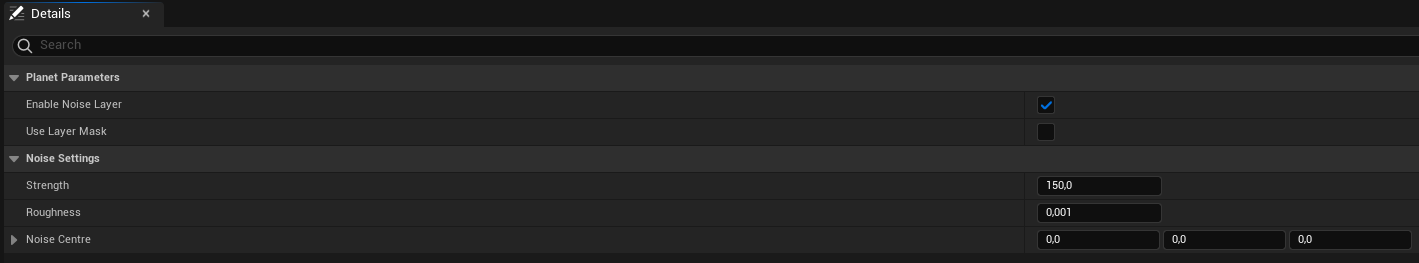 Details
Search
Planet Parameters
Enable Noise Layer
Use Layer Mask
Noise Settings
Strength 150,0
Roughness 0,001
Noise Centre 0,0 0,0 0,0